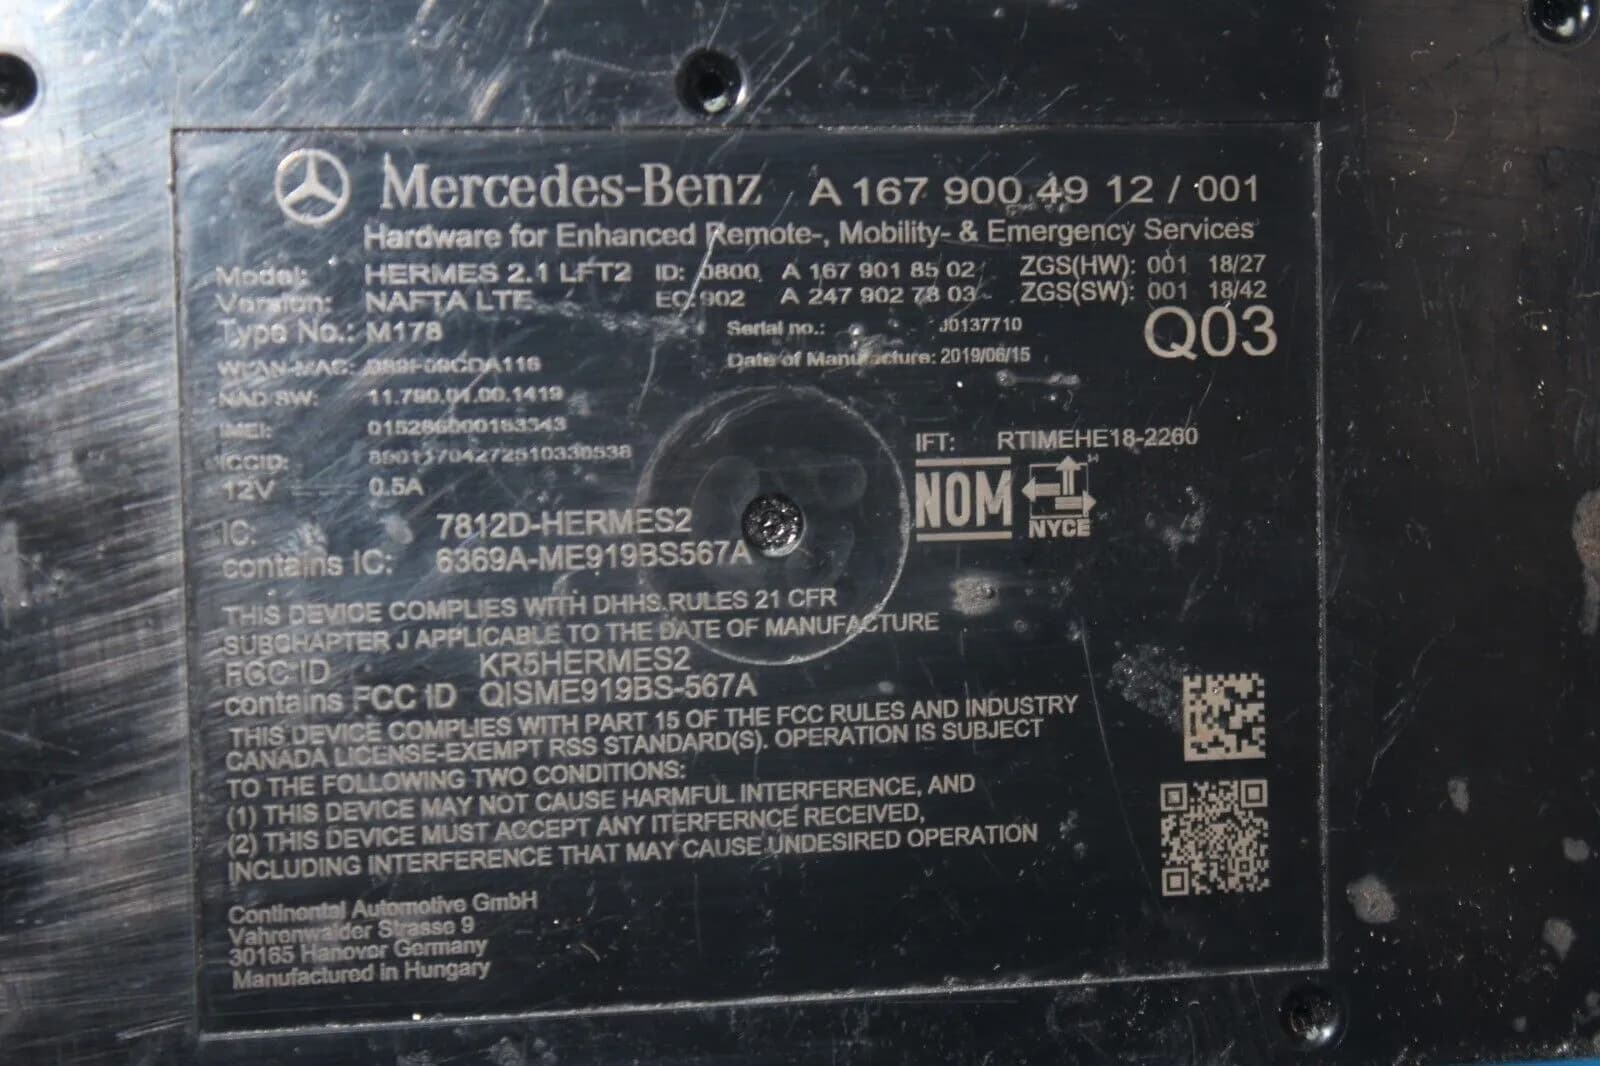 Mercedes-Benz A 167 900 49 12 / 001
Hardware for Enhanced Remote-, Mobility- & Emergency Services
Model: HERMES 2.1 LFT2 ID: 0800 A 167 901 85 02 ZGS(HW): 001 18/27
Version: NAFTA LTE EC: 902 A 247 902 78 03 ZGS(SW): 001 18/42
Type No.: M178 Serial no.: Q03
WLAN-MAC: Date of Manufacture: 2019/06/15
NAD SW: 11.780.01.00.1419
IMEI:
ICCID: IFT: RTIMEHE18-2260
12V 0.5A
NOM NYCE
IC: 7812D-HERMES2
contains IC: 6369A-ME919BS567A
THIS DEVICE COMPLIES WITH DHHS RULES 21 CFR
SUBCHAPTER J APPLICABLE TO THE DATE OF MANUFACTURE
FCC ID KR5HERMES2
contains FCC ID QISME919BS-567A
THIS DEVICE COMPLIES WITH PART 15 OF THE FCC RULES AND INDUSTRY
CANADA LICENSE-EXEMPT RSS STANDARD(S). OPERATION IS SUBJECT
TO THE FOLLOWING TWO CONDITIONS:
(1) THIS DEVICE MAY NOT CAUSE HARMFUL INTERFERENCE, AND
(2) THIS DEVICE MUST ACCEPT ANY ITERFERNCE RECEIVED,
INCLUDING INTERFERENCE THAT MAY CAUSE UNDESIRED OPERATION
Continental Automotive GmbH
Vahrenwalder Strasse 9
30165 Hanover Germany
Manufactured in Hungary